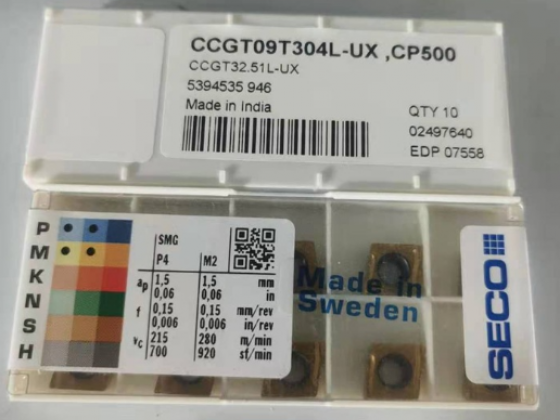 CCGT09T304L-UX ,CP500
CCGT32.51L-UX
5394535 946
Made in India
QTY 10
02497640
EDP 07558
P
M
K
N
S
H
SMG
P4 M2
ap 1,5 1,5 mm
0,06 0,06 in
f 0,15 0,15 mm/rev
0,006 0,006 in/rev
vc 215 280 m/min
700 920 sf/min
Made in
Sweden
SECO